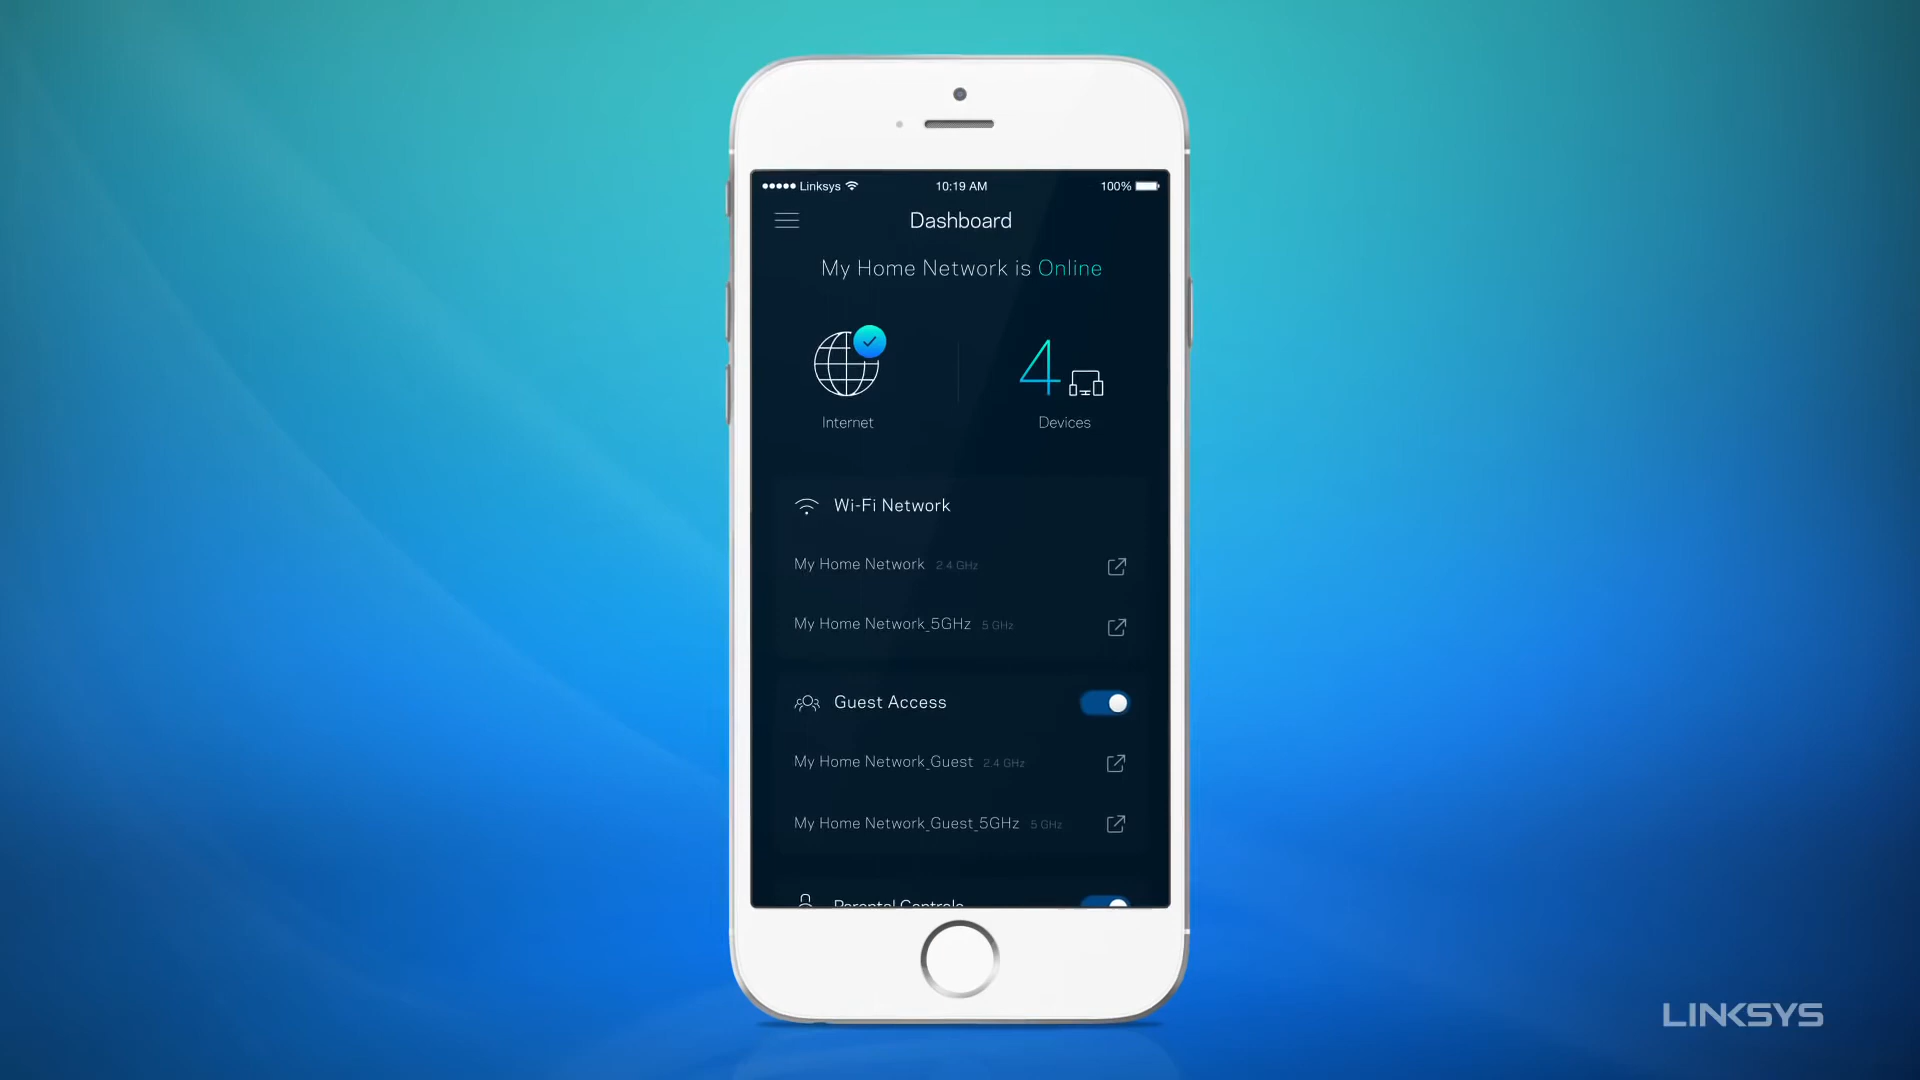 Linksys 10:19 AM 100%
Dashboard
My Home Network is Online
4
Internet Devices
Wi-Fi Network
My Home Network 2.4 GHz
My Home Network_5GHz 5 GHz
Guest Access
My Home Network_Guest 2.4 GHz
My Home Network_Guest_5GHz 5 GHz
Parental Controls
LINKSYS